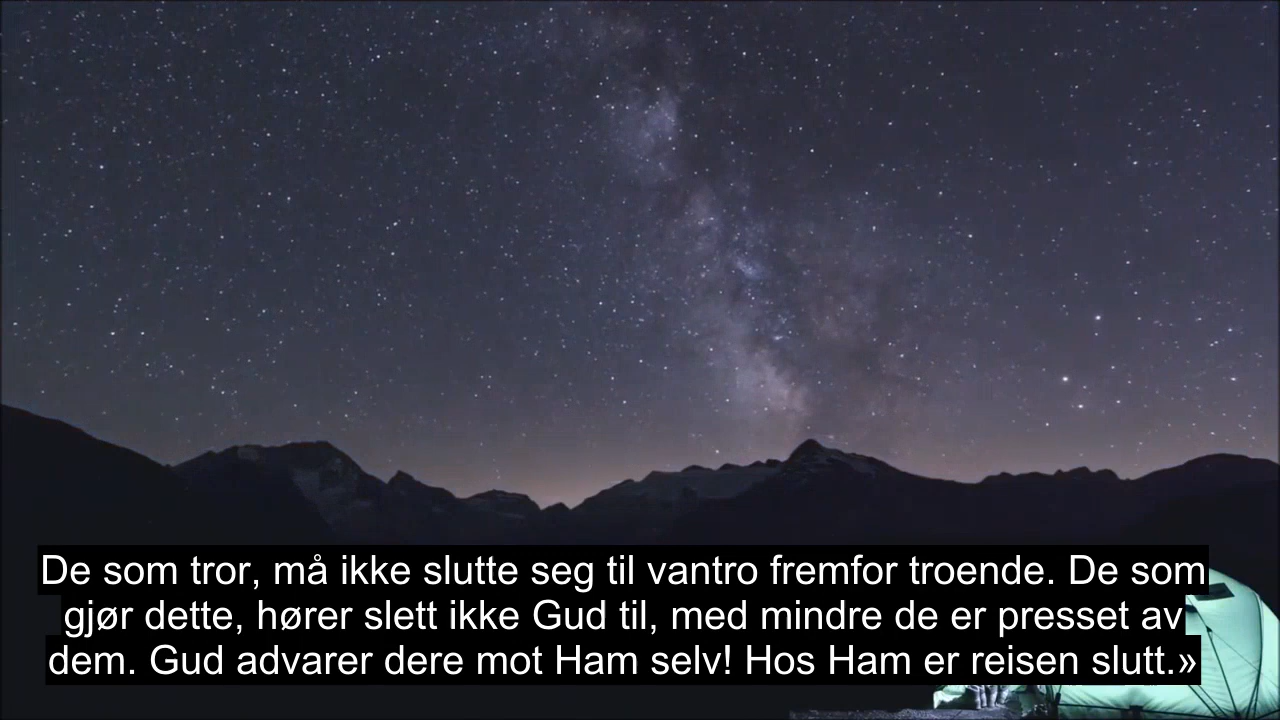 De som tror, må ikke slutte seg til vantro fremfor troende. De som
gjør dette, hører slett ikke Gud til, med mindre de er presset av
dem. Gud advarer dere mot Ham selv! Hos Ham er reisen slutt.»